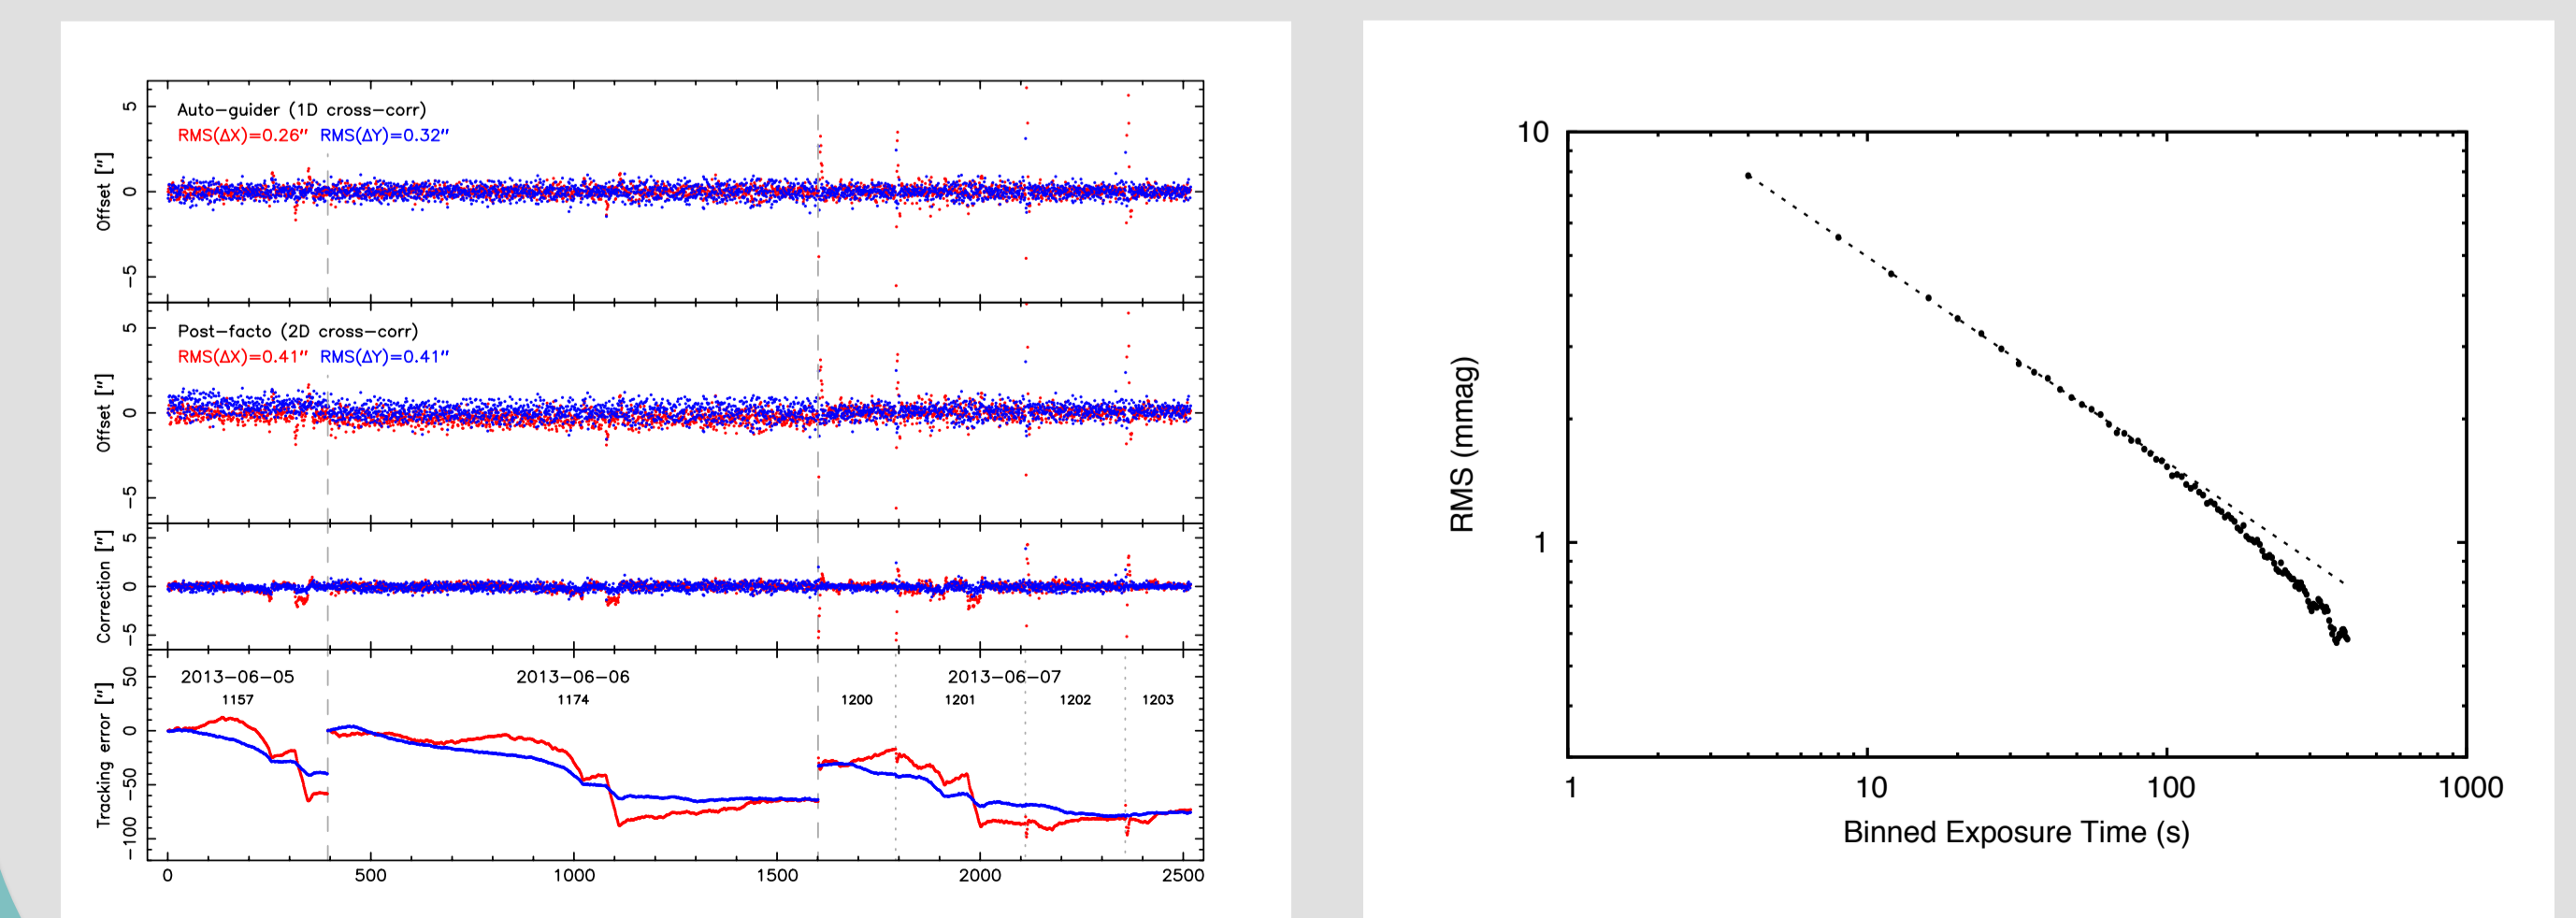 Auto-guider (1D cross-corr)
RMS(ΔX)=0.26″ RMS(ΔY)=0.32″
Offset [″]
5
0
−5
Post-facto (2D cross-corr)
RMS(ΔX)=0.41″ RMS(ΔY)=0.41″
Offset [″]
5
0
−5
Correction [″]
5
0
−5
2013-06-05 2013-06-06 2013-06-07
1157 1174 1200 1201 1202 1203
Tracking error [″]
50
0
−50
−100
0 500 1000 1500 2000 2500
RMS (mmag)
10
1
1 10 100 1000
Binned Exposure Time (s)